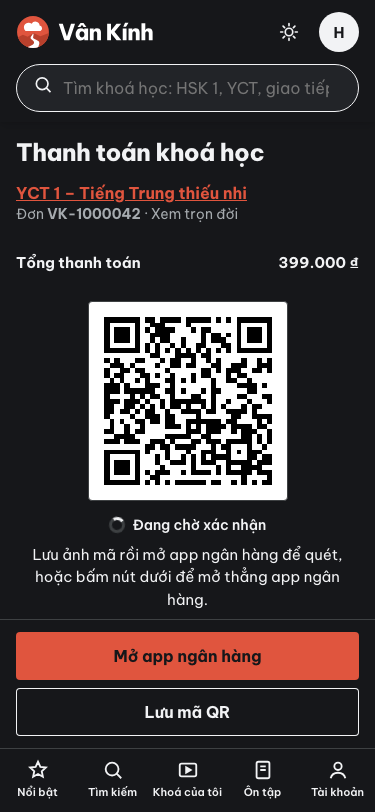 Vân Kính
H
Tìm khoá học: HSK 1, YCT, giao tiếp
Thanh toán khoá học
YCT 1 – Tiếng Trung thiếu nhi
Đơn VK-1000042 · Xem trọn đời
Tổng thanh toán 399.000 ₫
Đang chờ xác nhận
Lưu ảnh mã rồi mở app ngân hàng để quét,
hoặc bấm nút dưới để mở thẳng app ngân
hàng.
Mở app ngân hàng
Lưu mã QR
Nổi bật Tìm kiếm Khoá của tôi Ôn tập Tài khoản